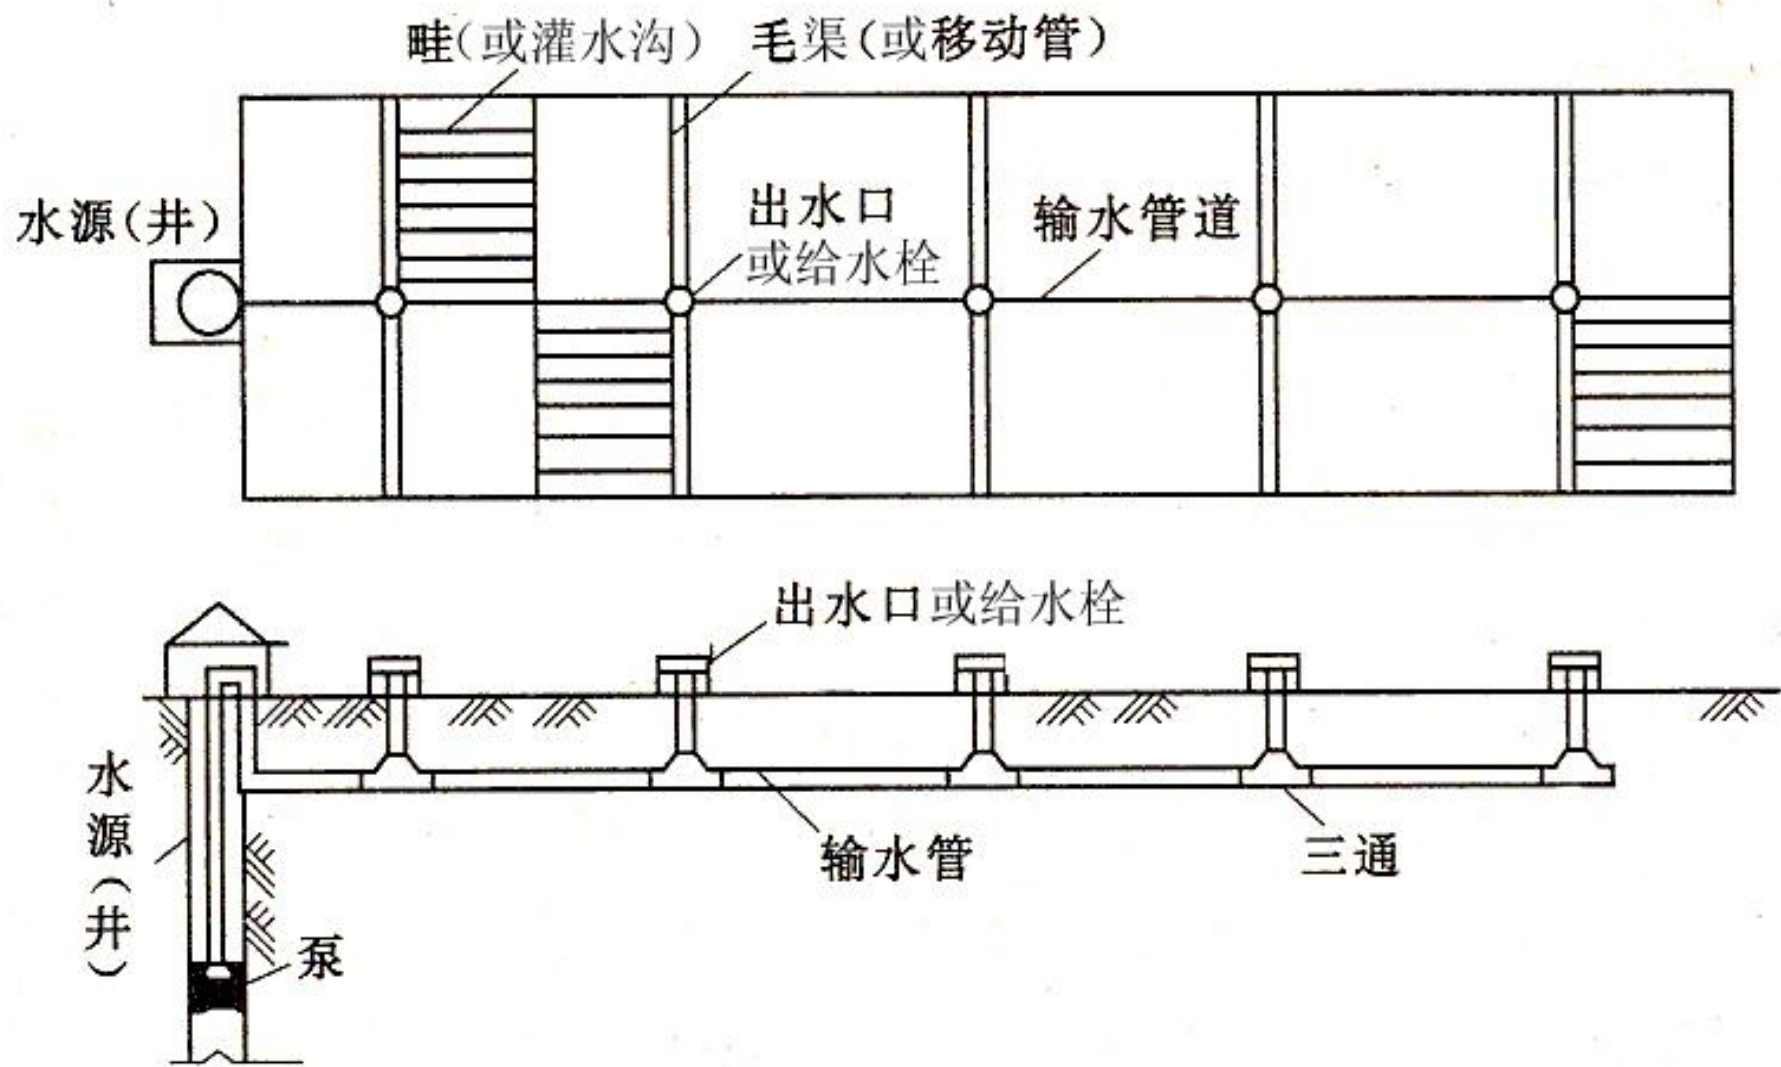 畦(或灌水沟)
毛渠(或移动管)
水源(井)
出水口
或给水栓
输水管道
出水口或给水栓
水源(井)
输水管
三通
泵